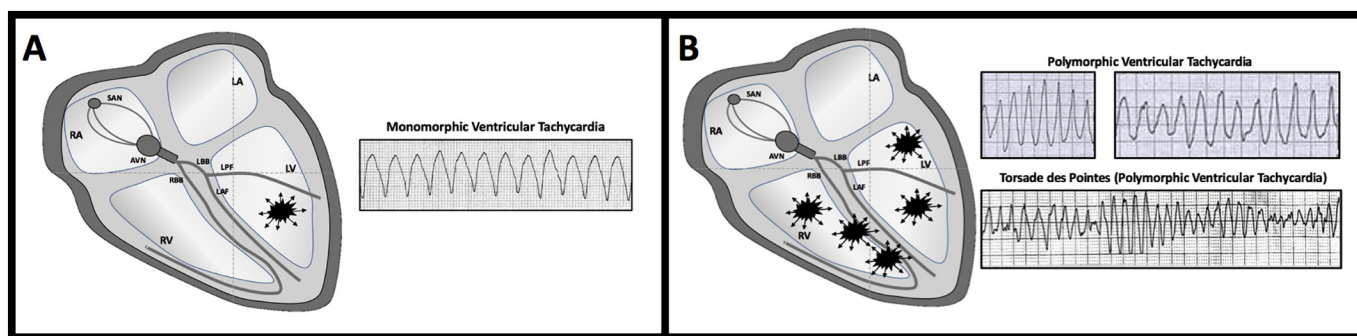 A
LA
SAN
RA
AVN
LBB
LPF
LV
RBB
LAF
RV
Monomorphic Ventricular Tachycardia
B
LA
SAN
RA
AVN
LBB
LPF
LV
RBB
LAF
RV
Polymorphic Ventricular Tachycardia
Torsade des Pointes (Polymorphic Ventricular Tachycardia)